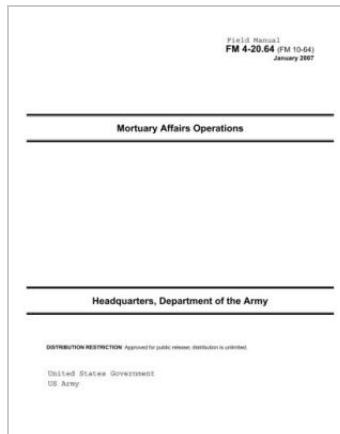 Field Manual
FM 4-20.64 (FM 10-64)
January 2007
Mortuary Affairs Operations
Headquarters, Department of the Army
DISTRIBUTION RESTRICTION Approved for public release; distribution is unlimited.
United States Government
US Army